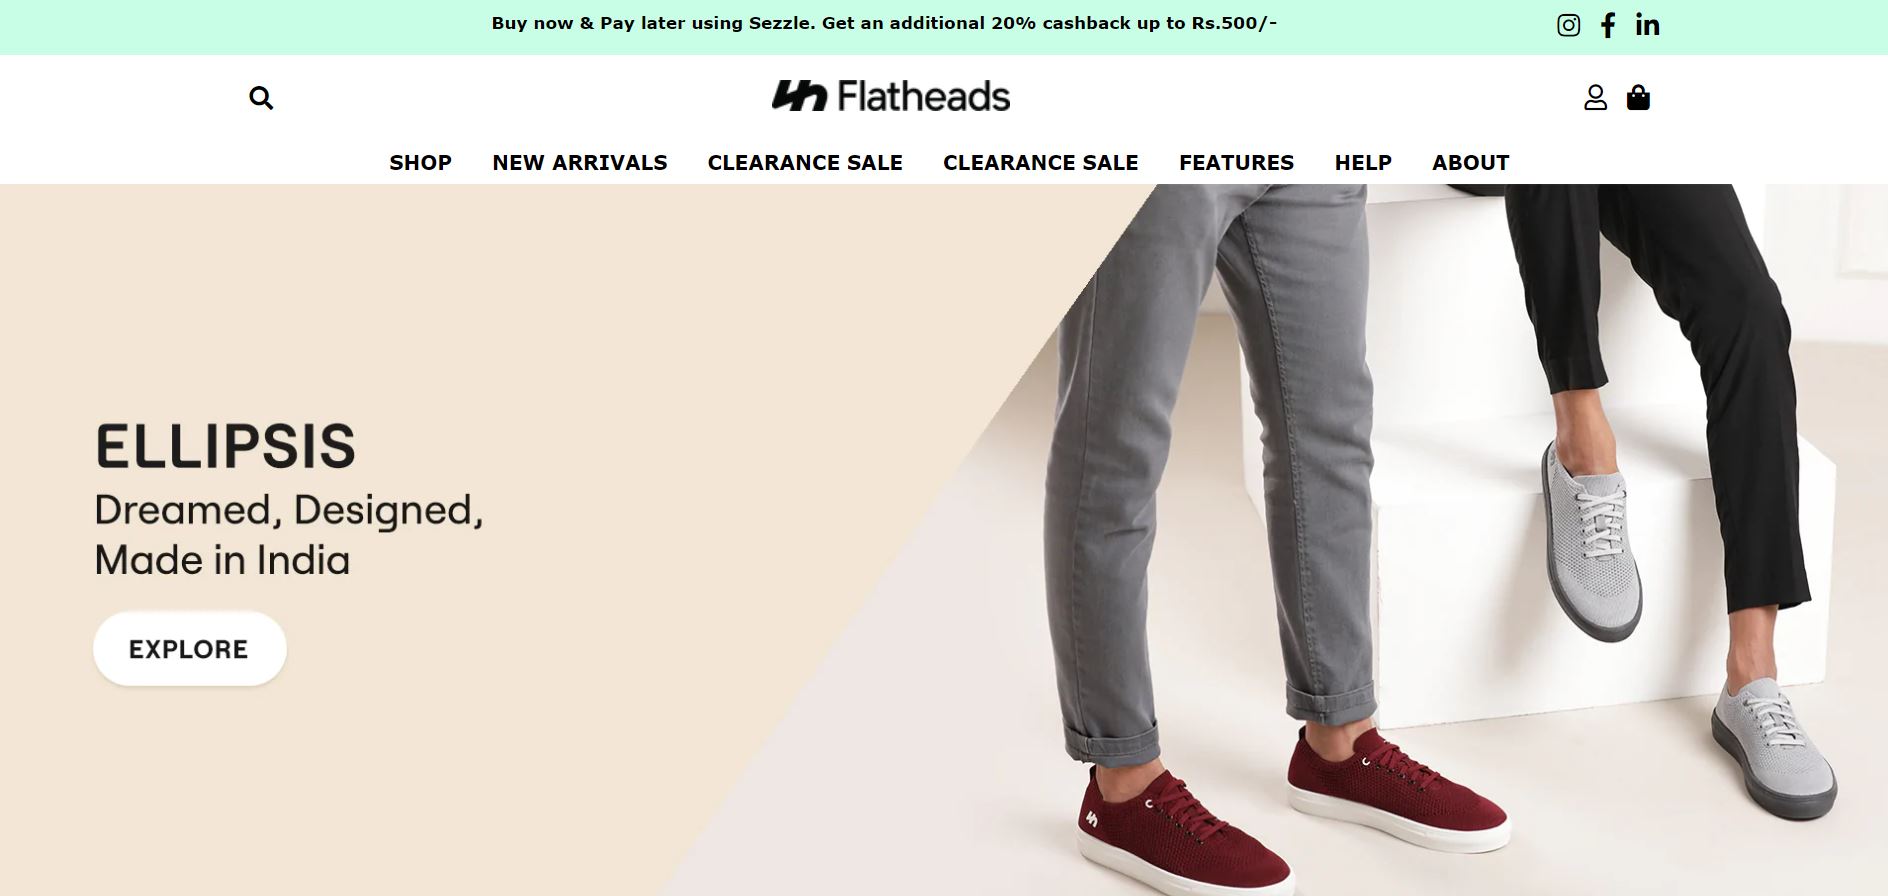 Buy now & Pay later using Sezzle. Get an additional 20% cashback up to Rs.500/-
Flatheads
SHOP NEW ARRIVALS CLEARANCE SALE CLEARANCE SALE FEATURES HELP ABOUT
ELLIPSIS
Dreamed, Designed,
Made in India
EXPLORE